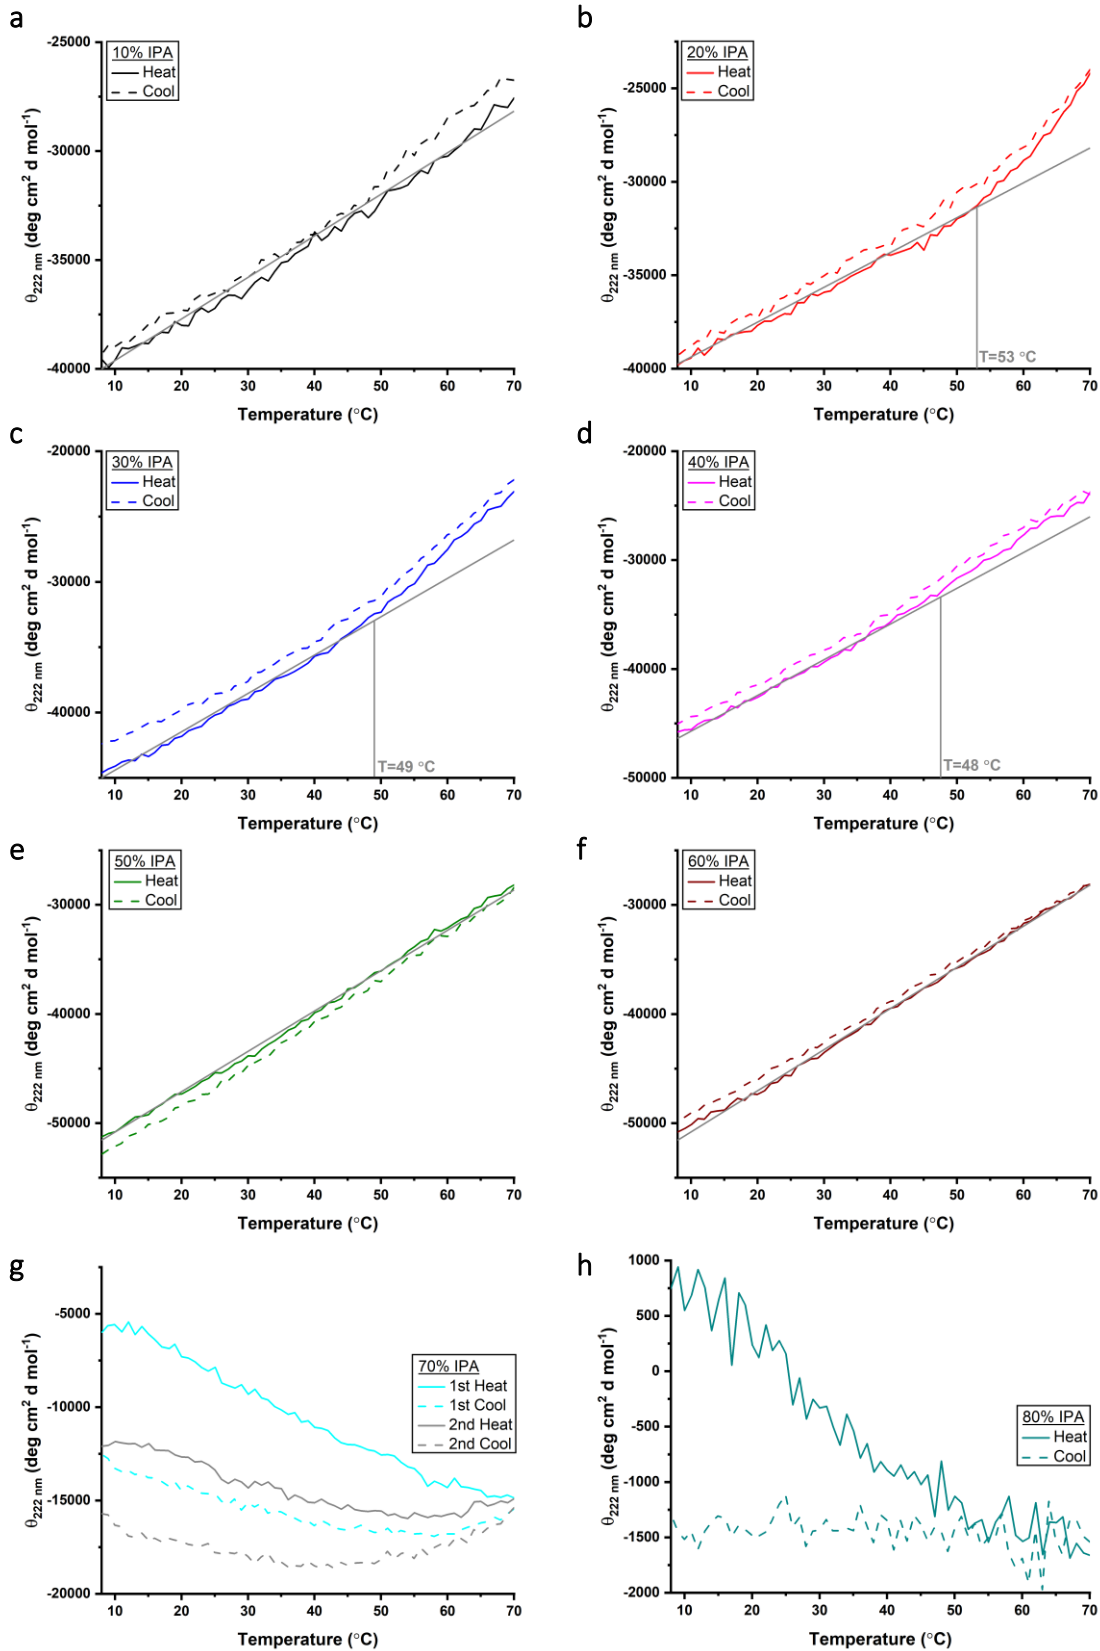 a
10% IPA
Heat
Cool
-25000
-30000
-35000
-40000
θ222 nm (deg cm² d mol⁻¹)
10 20 30 40 50 60 70
Temperature (°C)
b
20% IPA
Heat
Cool
-25000
-30000
-35000
-40000
θ222 nm (deg cm² d mol⁻¹)
T=53 °C
10 20 30 40 50 60 70
Temperature (°C)
c
30% IPA
Heat
Cool
-20000
-30000
-40000
θ222 nm (deg cm² d mol⁻¹)
T=49 °C
10 20 30 40 50 60 70
Temperature (°C)
d
40% IPA
Heat
Cool
-20000
-30000
-40000
-50000
θ222 nm (deg cm² d mol⁻¹)
T=48 °C
10 20 30 40 50 60 70
Temperature (°C)
e
50% IPA
Heat
Cool
-30000
-40000
-50000
θ222 nm (deg cm² d mol⁻¹)
10 20 30 40 50 60 70
Temperature (°C)
f
60% IPA
Heat
Cool
-30000
-40000
-50000
θ222 nm (deg cm² d mol⁻¹)
10 20 30 40 50 60 70
Temperature (°C)
g
-5000
-10000
-15000
-20000
θ222 nm (deg cm² d mol⁻¹)
70% IPA
1st Heat
1st Cool
2nd Heat
2nd Cool
10 20 30 40 50 60 70
Temperature (°C)
h
1000
500
0
-500
-1000
-1500
-2000
θ222 nm (deg cm² d mol⁻¹)
80% IPA
Heat
Cool
10 20 30 40 50 60 70
Temperature (°C)